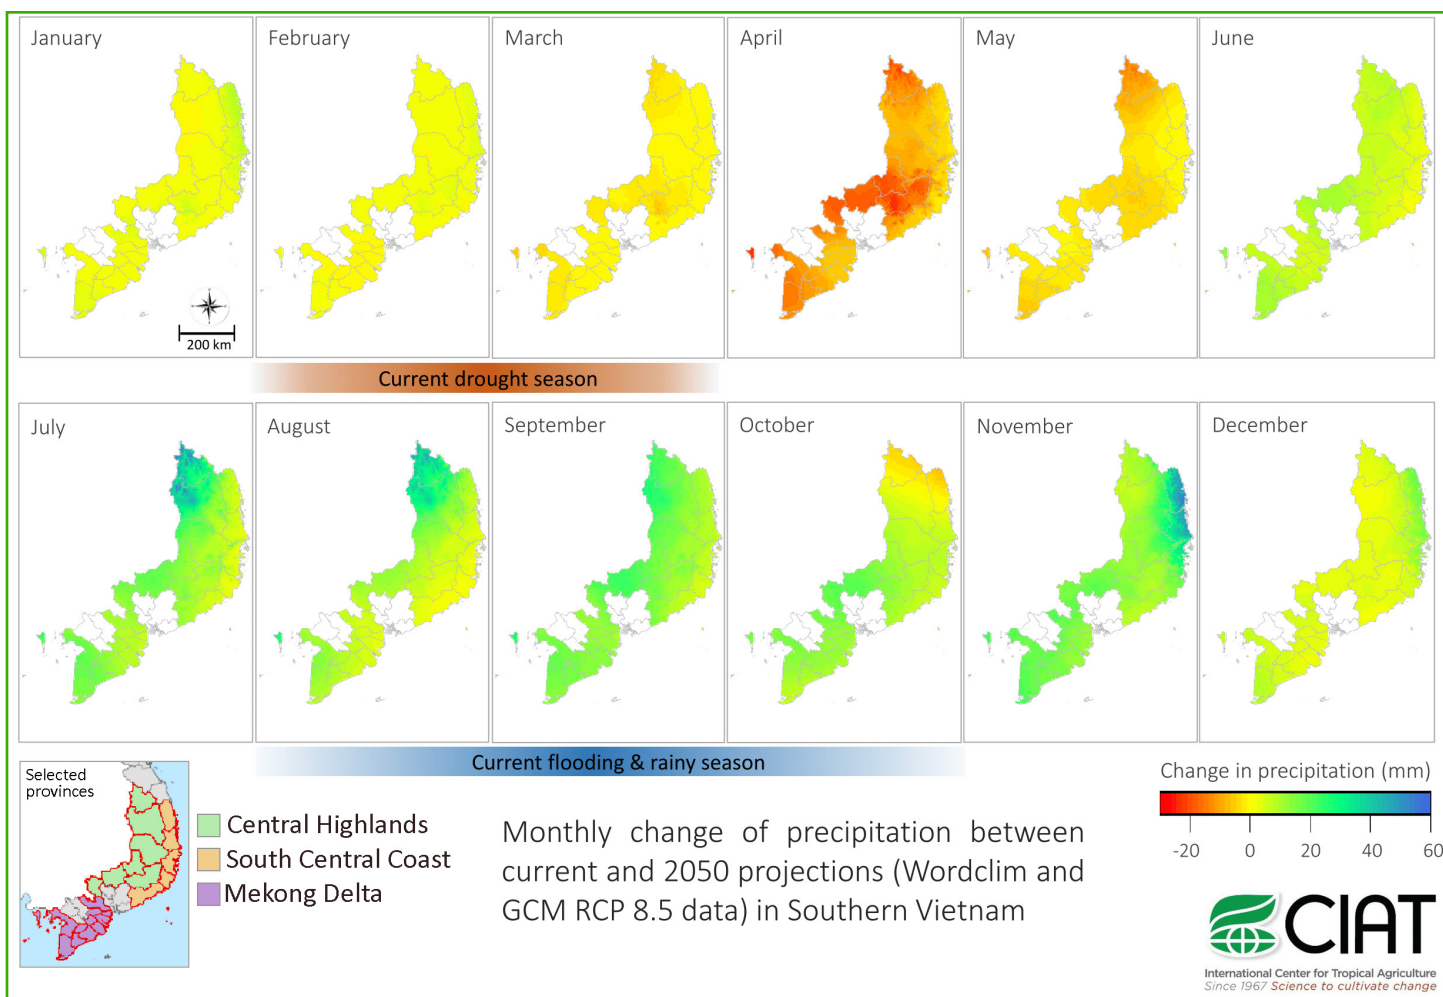 January
February
March
April
May
June
200 km
Current drought season
July
August
September
October
November
December
Current flooding & rainy season
Selected
provinces
Central Highlands
South Central Coast
Mekong Delta
Monthly change of precipitation between
current and 2050 projections (Wordclim and
GCM RCP 8.5 data) in Southern Vietnam
Change in precipitation (mm)
-20 0 20 40 60
CIAT
International Center for Tropical Agriculture
Since 1967 Science to cultivate change